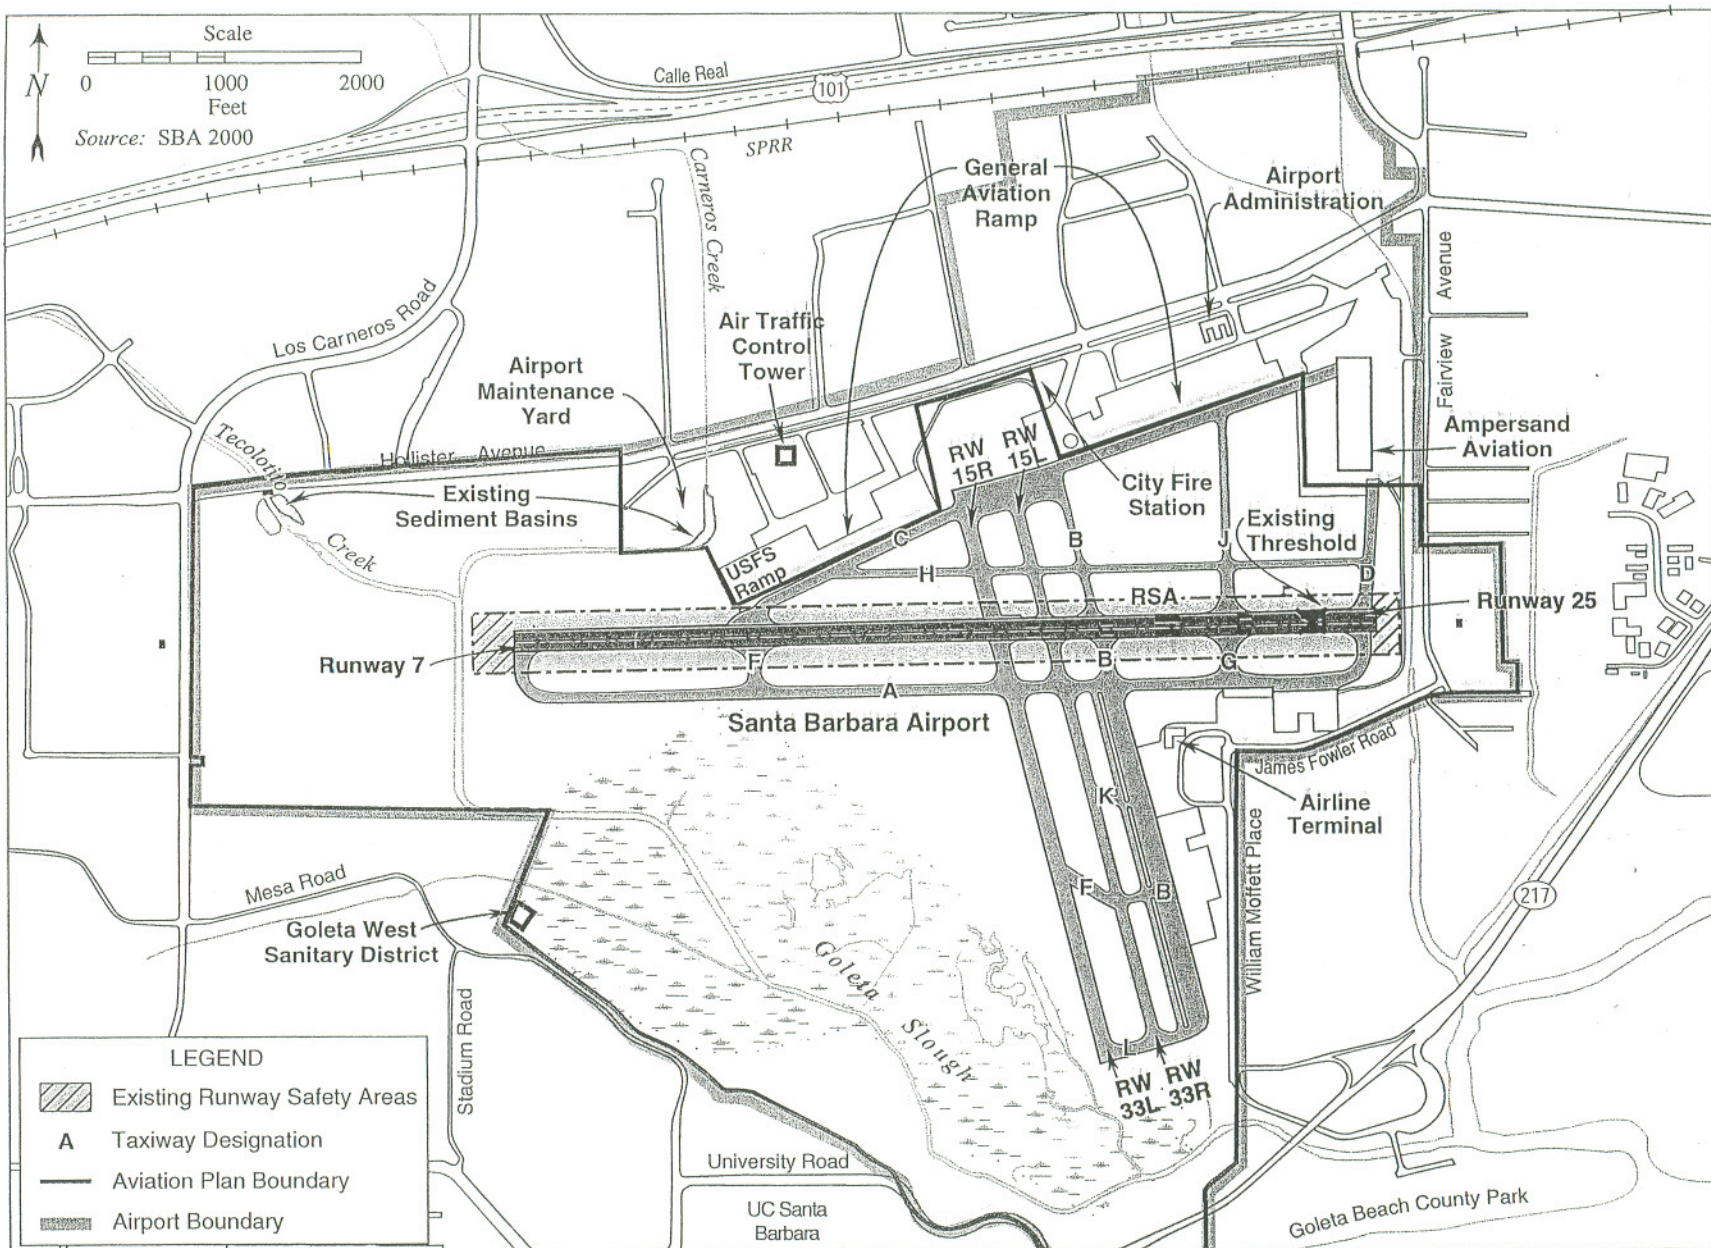 Scale
0 1000 2000
Feet
N
Source: SBA 2000
Calle Real
101
SPRR
Carneros Creek
General
Aviation
Ramp
Airport
Administration
Los Carneros Road
Air Traffic
Control
Tower
Airport
Maintenance
Yard
Fairview Avenue
Tecolotito
Creek
Hollister Avenue
Existing
Sediment Basins
RW
15R
RW
15L
Ampersand
Aviation
City Fire
Station
Existing
Threshold
USFS
Ramp
C
B
J
H
D
RSA
Runway 25
Runway 7
F
B
G
A
Santa Barbara Airport
James Fowler Road
K
Airline
Terminal
William Moffett Place
Mesa Road
F
B
217
Goleta West
Sanitary District
Goleta
Slough
Stadium Road
L
RW
33L
RW
33R
LEGEND
Existing Runway Safety Areas
A Taxiway Designation
Aviation Plan Boundary
Airport Boundary
University Road
UC Santa
Barbara
Goleta Beach County Park